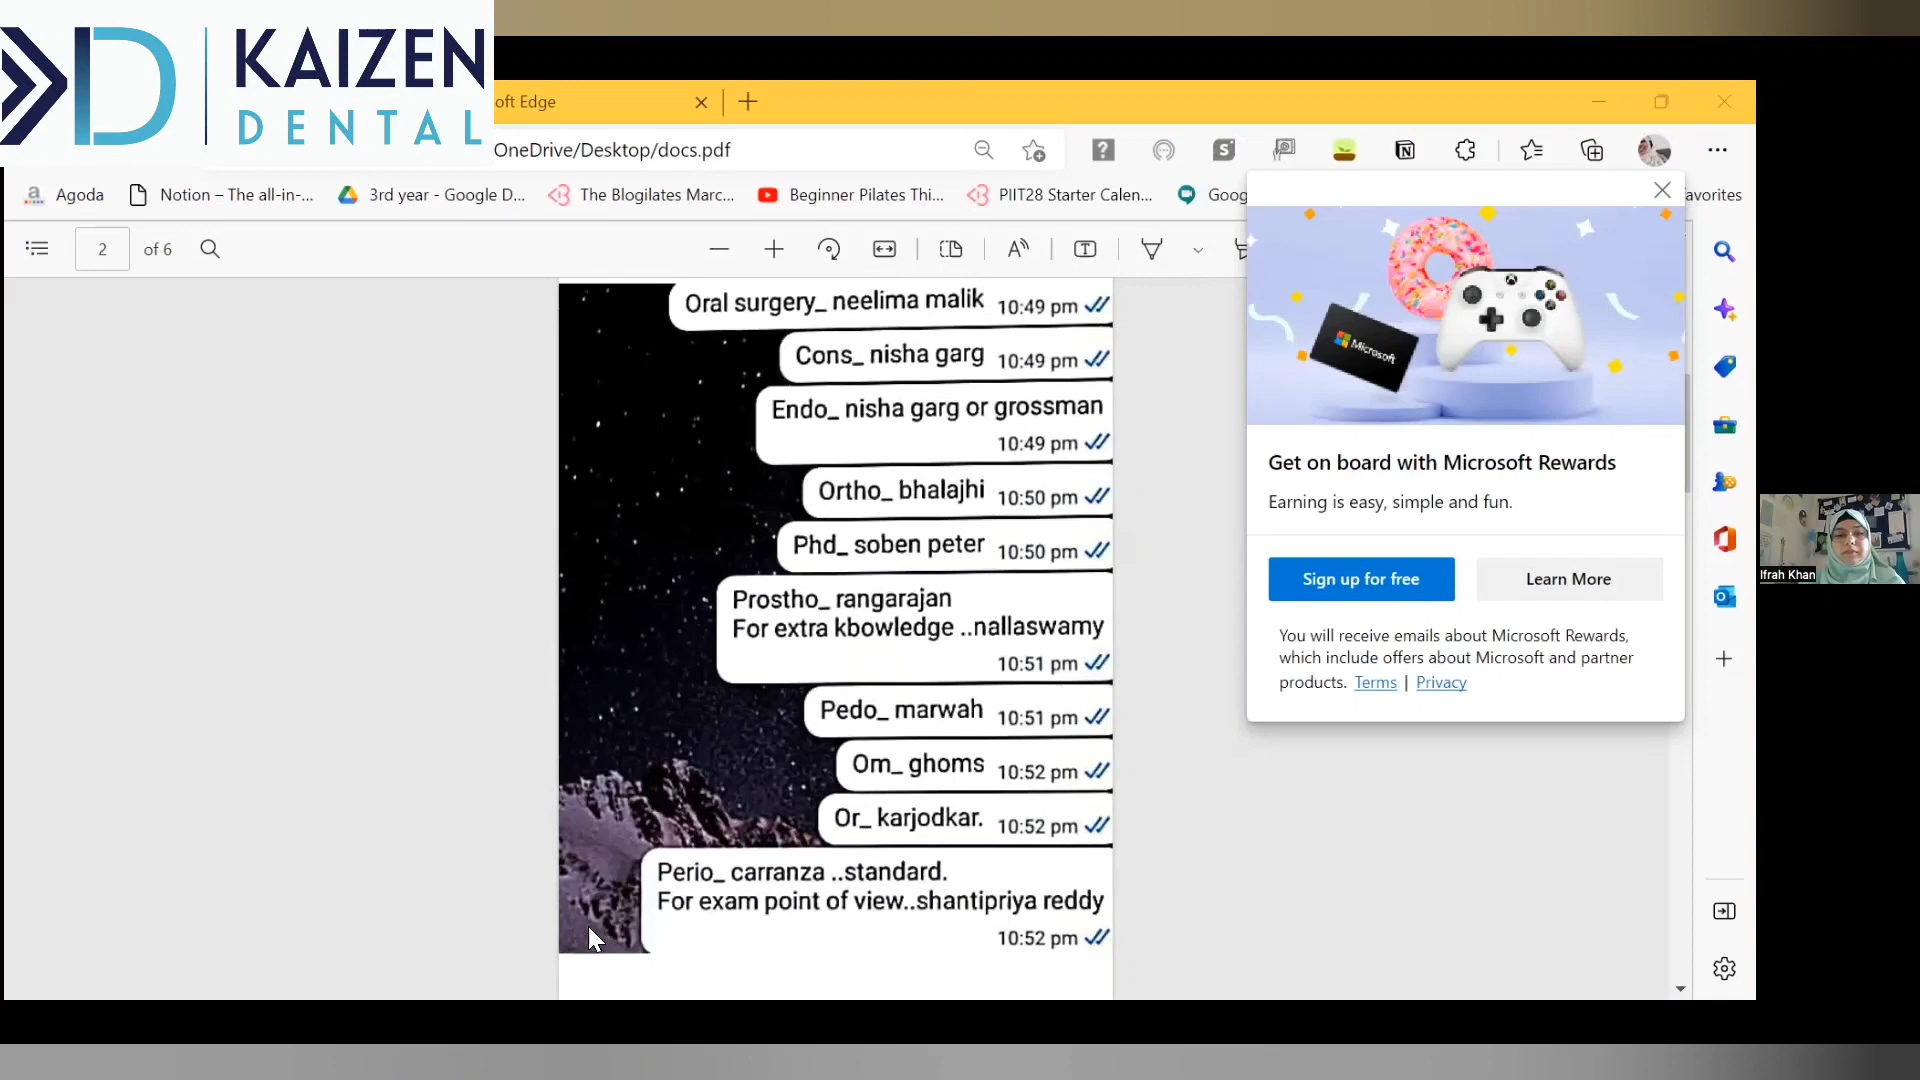 KAIZEN
DENTAL
oft Edge
OneDrive/Desktop/docs.pdf
a Agoda
Notion – The all-in-...
3rd year - Google D...
The Blogilates Marc...
Beginner Pilates Thi...
PIIT28 Starter Calen...
Goog
avorites
2 of 6
Oral surgery_ neelima malik 10:49 pm
Cons_ nisha garg 10:49 pm
Endo_ nisha garg or grossman
10:49 pm
Ortho_ bhalajhi 10:50 pm
Phd_ soben peter 10:50 pm
Prostho_ rangarajan
For extra kbowledge ..nallaswamy
10:51 pm
Pedo_ marwah 10:51 pm
Om_ ghoms 10:52 pm
Or_ karjodkar. 10:52 pm
Perio_ carranza ..standard.
For exam point of view..shantipriya reddy
10:52 pm
Microsoft
Get on board with Microsoft Rewards
Earning is easy, simple and fun.
Sign up for free
Learn More
You will receive emails about Microsoft Rewards,
which include offers about Microsoft and partner
products. Terms | Privacy
Ifrah Khan